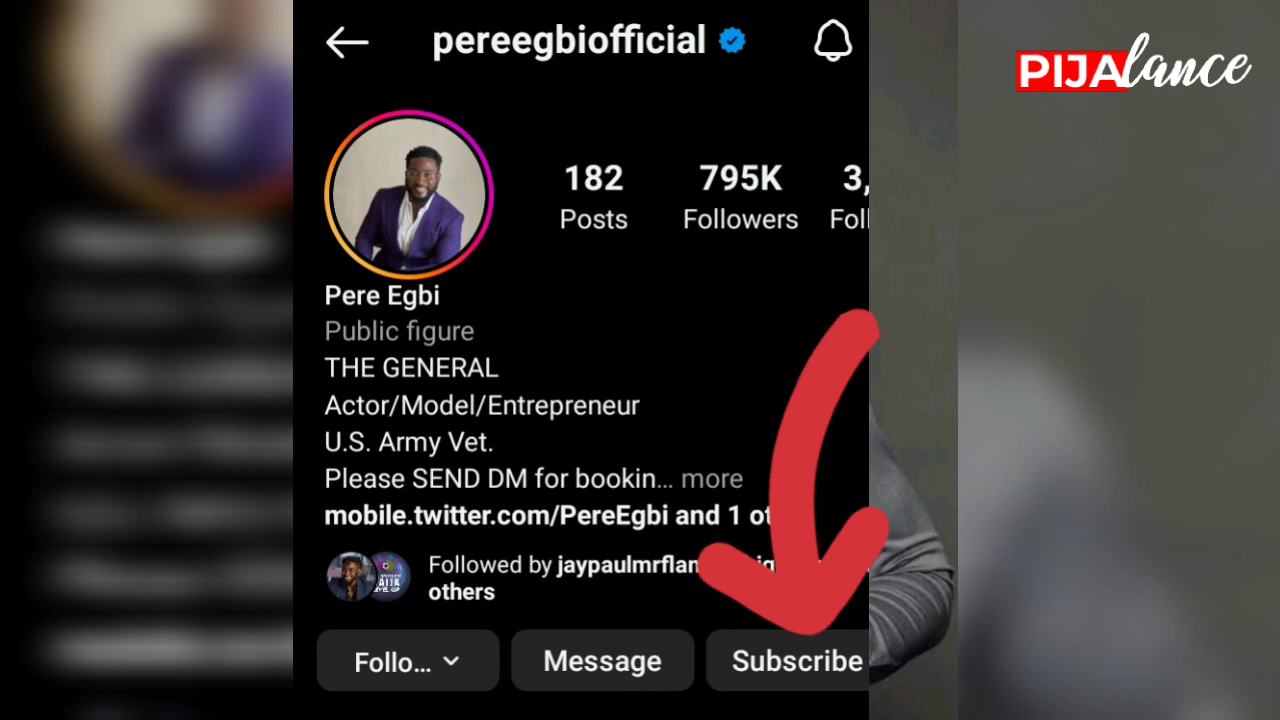 pereegbiofficial
PIJAlance
182
795K
3,
Posts
Followers
Foll
Pere Egbi
Public figure
THE GENERAL
Actor/Model/Entrepreneur
U.S. Army Vet.
Please SEND DM for bookin... more
mobile.twitter.com/PereEgbi and 1 ot
Followed by jaypaulmrflam
others
Follo...
Message
Subscribe